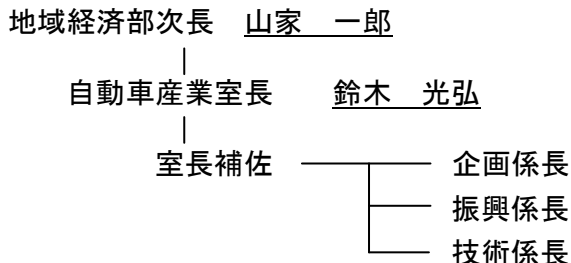 地域経済部次長　山家　一郎
自動車産業室長　鈴木　光弘
室長補佐　企画係長
振興係長
技術係長